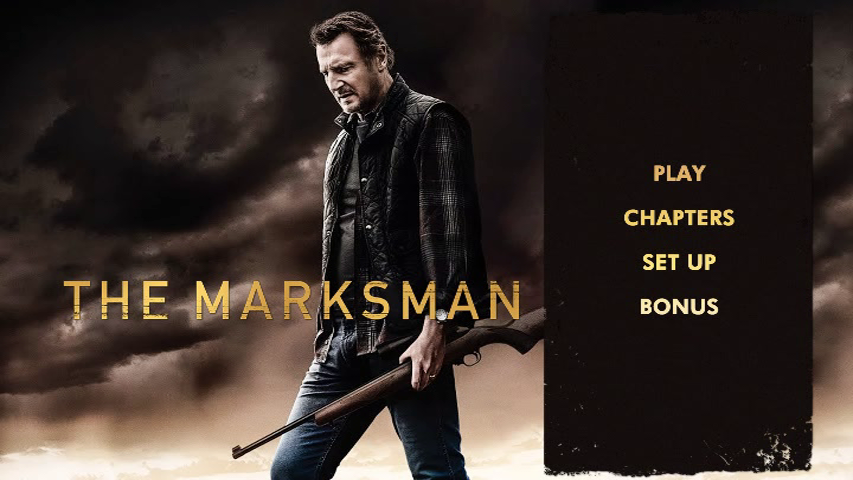 THE MARKSMAN
PLAY
CHAPTERS
SET UP
BONUS